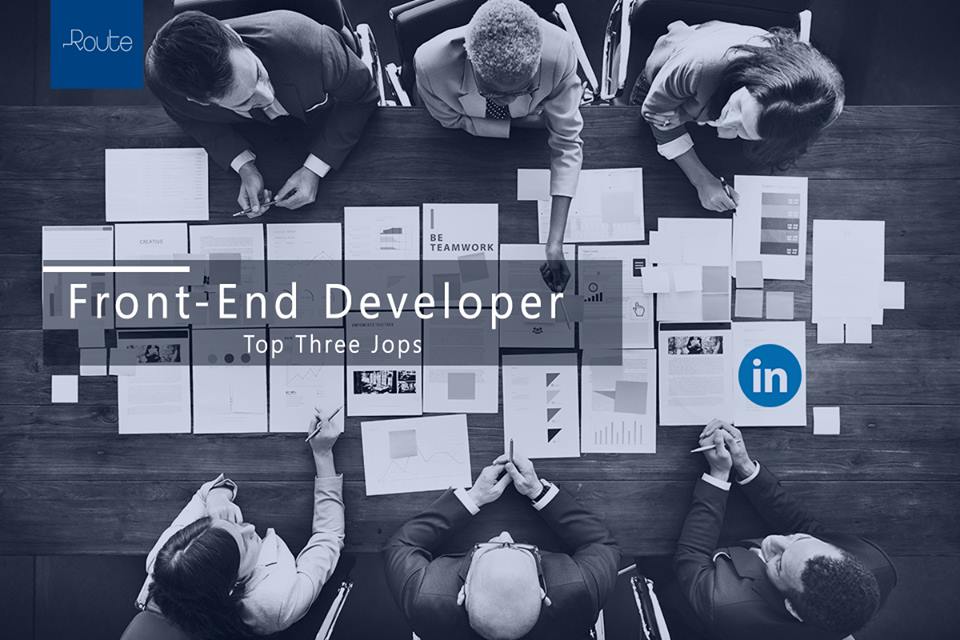 Route
CREATIVE
BE
TEAMWORK
Front-End Developer
Top Three Jops
in